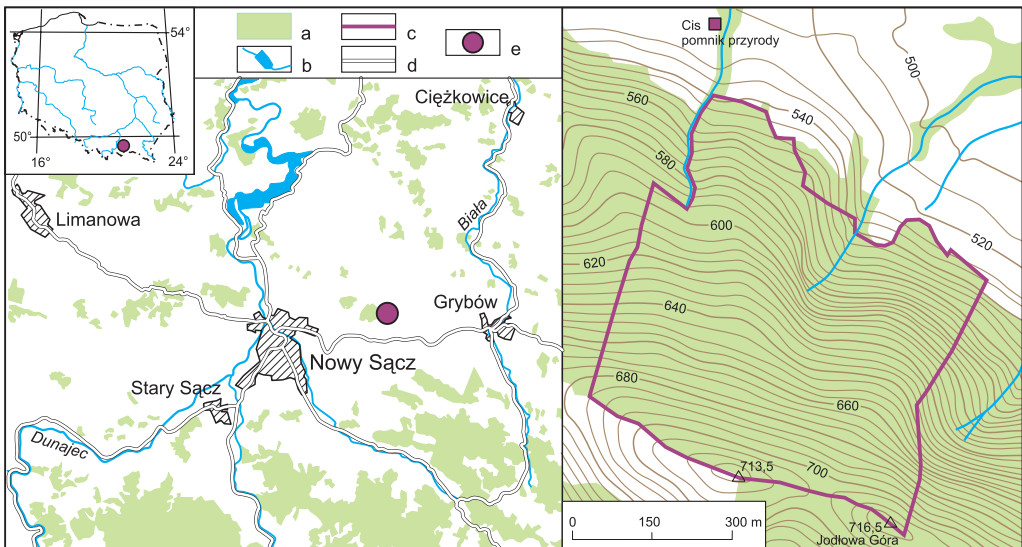 54°
50°
16°
24°
a
b
c
d
e
Ciężkowice
Limanowa
Biała
Grybów
Nowy Sącz
Stary Sącz
Dunajec
Cis
pomnik przyrody
500
560
540
580
600
520
620
640
680
660
700
713,5
716,5
Jodłowa Góra
0 150 300 m